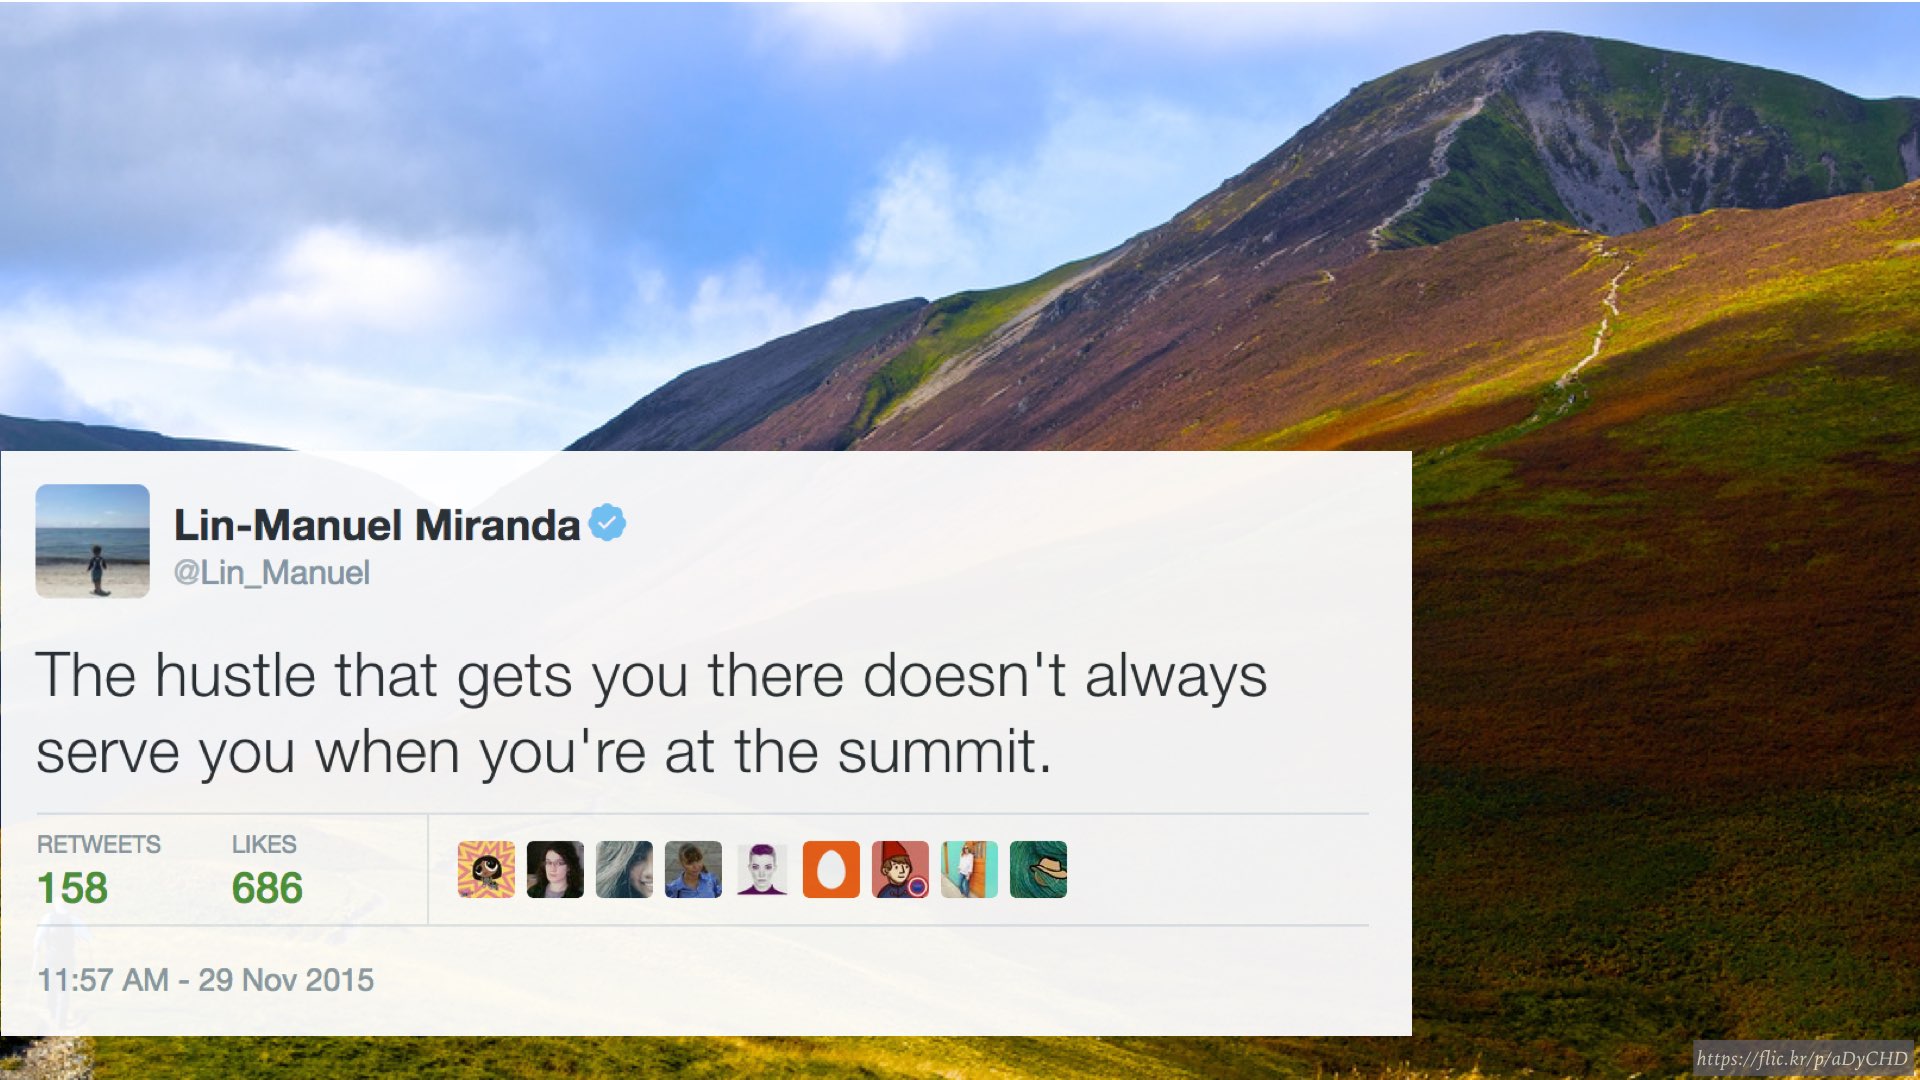 Lin-Manuel Miranda
@Lin_Manuel
The hustle that gets you there doesn't always
serve you when you're at the summit.
RETWEETS LIKES
158 686
11:57 AM - 29 Nov 2015
https://flic.kr/p/aDyCHD